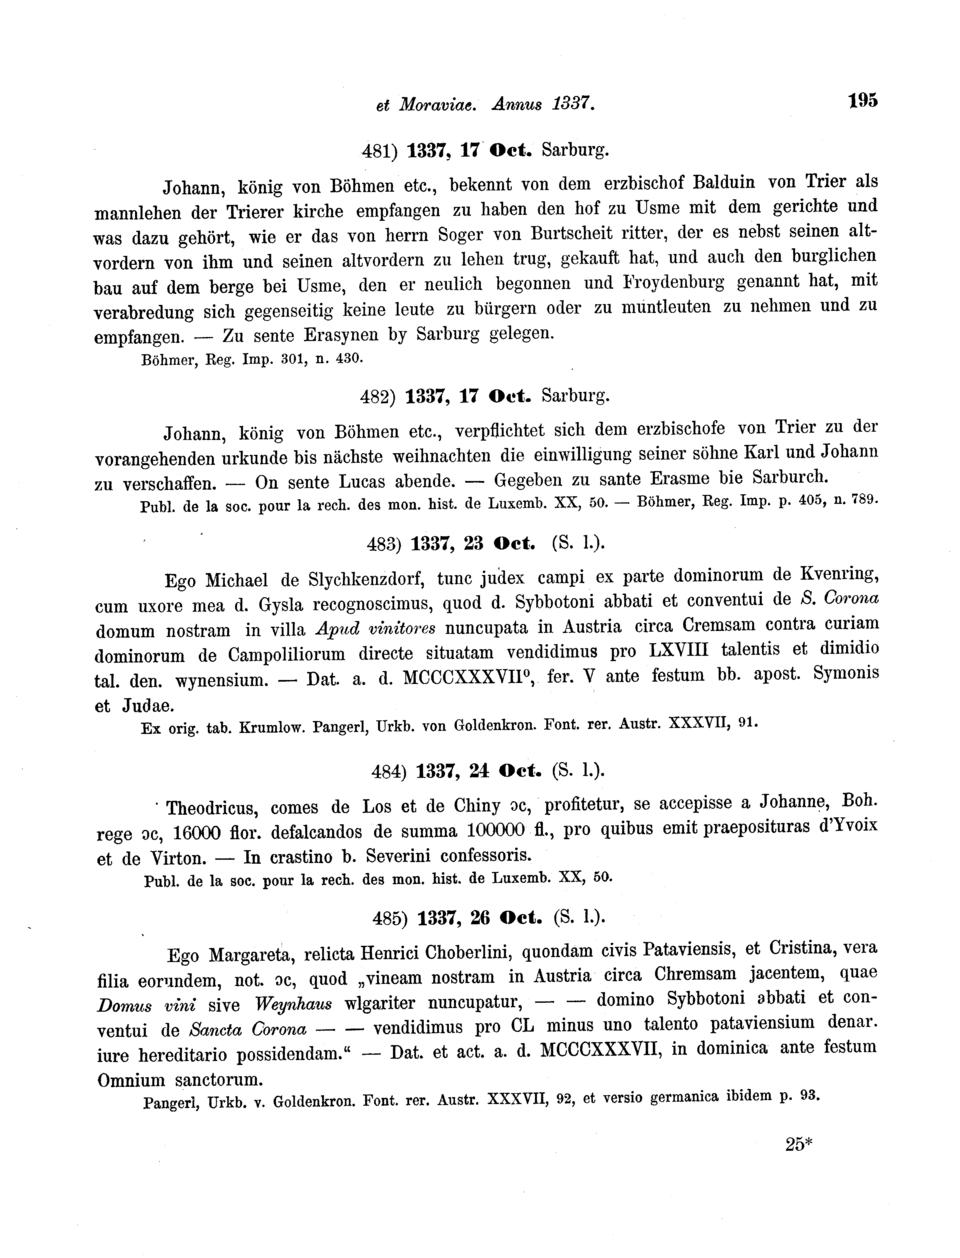 et Moraviae. Annus 1337. 195
481) 1337, 17 Oct. Sarburg.
Johann, könig von Böhmen etc., bekennt von dem erzbischof Balduin von Trier als
mannlehen der Trierer kirche empfangen zu haben den hof zu Usme mit dem gerichte und
was dazu gehört, wie er das von herrn Soger von Burtscheit ritter, der es nebst seinen alt-
vordern von ihm und seinen altvordern zu lehen trug, gekauft hat, und auch den burglichen
bau auf dem berge bei Usme, den er neulich begonnen und Froydenburg genannt hat, mit
verabredung sich gegenseitig keine leute zu bürgern oder zu muntleuten zu nehmen und zu
empfangen. — Zu sente Erasynen by Sarburg gelegen.
Böhmer, Reg. Imp. 301, n. 430.
482) 1337, 17 Oct. Sarburg.
Johann, könig von Böhmen etc., verpflichtet sich dem erzbischofe von Trier zu der
vorangehenden urkunde bis nächste weihnachten die einwilligung seiner söhne Karl und Johann
zu verschaffen. — On sente Lucas abende. — Gegeben zu sante Erasme bie Sarburch.
Publ. de la soc. pour la rech. des mon. hist. de Luxemb. XX, 50. — Böhmer, Reg. Imp. p. 405, n. 789.
483) 1337, 23 Oct. (S. l.).
Ego Michael de Slychkenzdorf, tunc judex campi ex parte dominorum de Kvenring,
cum uxore mea d. Gysla recognoscimus, quod d. Sybbotoni abbati et conventui de S. Corona
domum nostram in villa Apud vinitores nuncupata in Austria circa Cremsam contra curiam
dominorum de Campoliliorum directe situatam vendidimus pro LXVIII talentis et dimidio
tal. den. wynensium. — Dat. a. d. MCCCXXXVII⁰, fer. V ante festum bb. apost. Symonis
et Judae.
Ex orig. tab. Krumlow. Pangerl, Urkb. von Goldenkron. Font. rer. Austr. XXXVII, 91.
484) 1337, 24 Oct. (S. l.).
Theodricus, comes de Los et de Chiny ɔc, profitetur, se accepisse a Johanne, Boh.
rege ɔc, 16000 flor. defalcandos de summa 100000 fl., pro quibus emit praeposituras d'Yvoix
et de Virton. — In crastino b. Severini confessoris.
Publ. de la soc. pour la rech. des mon. hist. de Luxemb. XX, 50.
485) 1337, 26 Oct. (S. l.).
Ego Margareta, relicta Henrici Choberlini, quondam civis Pataviensis, et Cristina, vera
filia eorundem, not. ɔc, quod „vineam nostram in Austria circa Chremsam jacentem, quae
Domus vini sive Weynhaus wlgariter nuncupatur, — — domino Sybbotoni abbati et con-
ventui de Sancta Corona — — vendidimus pro CL minus uno talento pataviensium denar.
iure hereditario possidendam.“ — Dat. et act. a. d. MCCCXXXVII, in dominica ante festum
Omnium sanctorum.
Pangerl, Urkb. v. Goldenkron. Font. rer. Austr. XXXVII, 92, et versio germanica ibidem p. 93.
25*